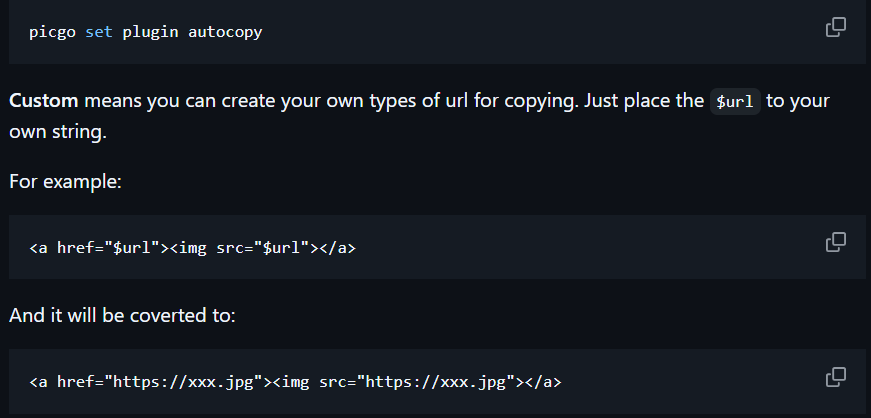 picgo set plugin autocopy
Custom means you can create your own types of url for copying. Just place the $url to your
own string.
For example:
<a href="$url"><img src="$url"></a>
And it will be coverted to:
<a href="https://xxx.jpg"><img src="https://xxx.jpg"></a>